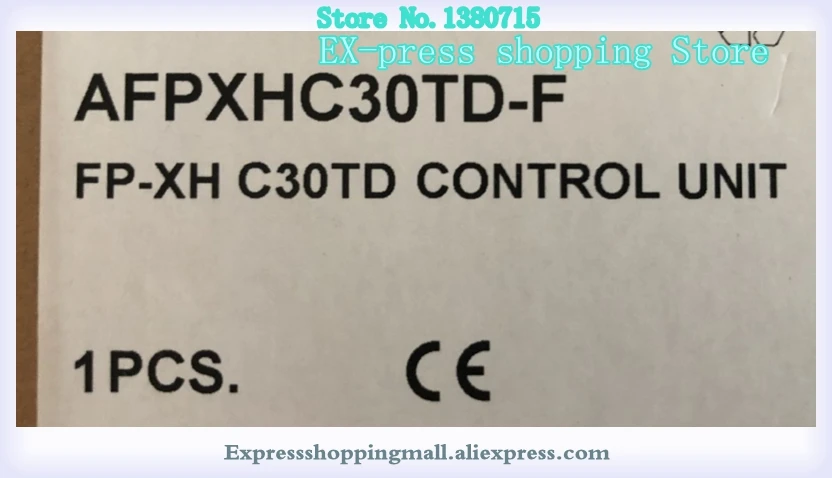 Store No.1380715
EX-press shopping Store
AFPXHC30TD-F
FP-XH C30TD CONTROL UNIT
1PCS. CE
Expressshoppingmall.aliexpress.com